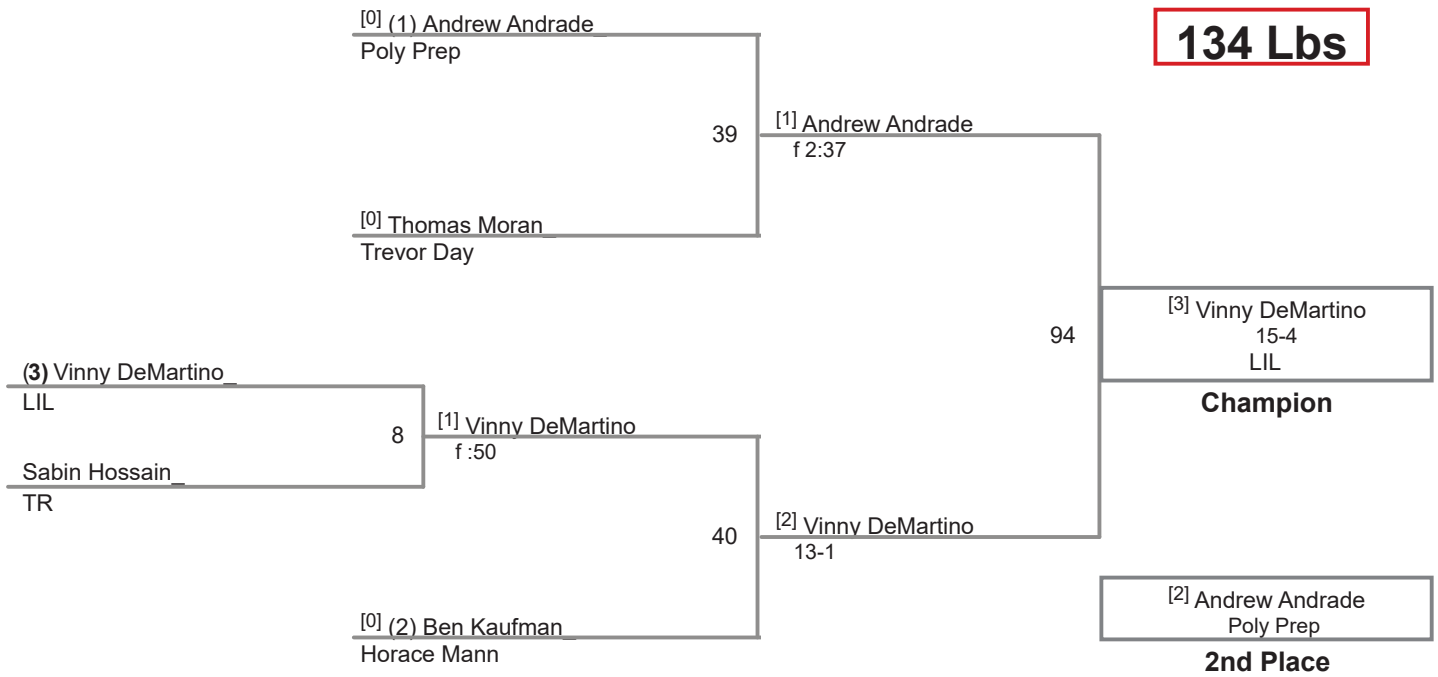 134 Lbs
[0] (1) Andrew Andrade_
Poly Prep
39
[1] Andrew Andrade
f 2:37
[0] Thomas Moran_
Trevor Day
94
[3] Vinny DeMartino
15-4
LIL
Champion
(3) Vinny DeMartino_
LIL
8
[1] Vinny DeMartino
f :50
Sabin Hossain_
TR
40
[2] Vinny DeMartino
13-1
[0] (2) Ben Kaufman_
Horace Mann
[2] Andrew Andrade
Poly Prep
2nd Place